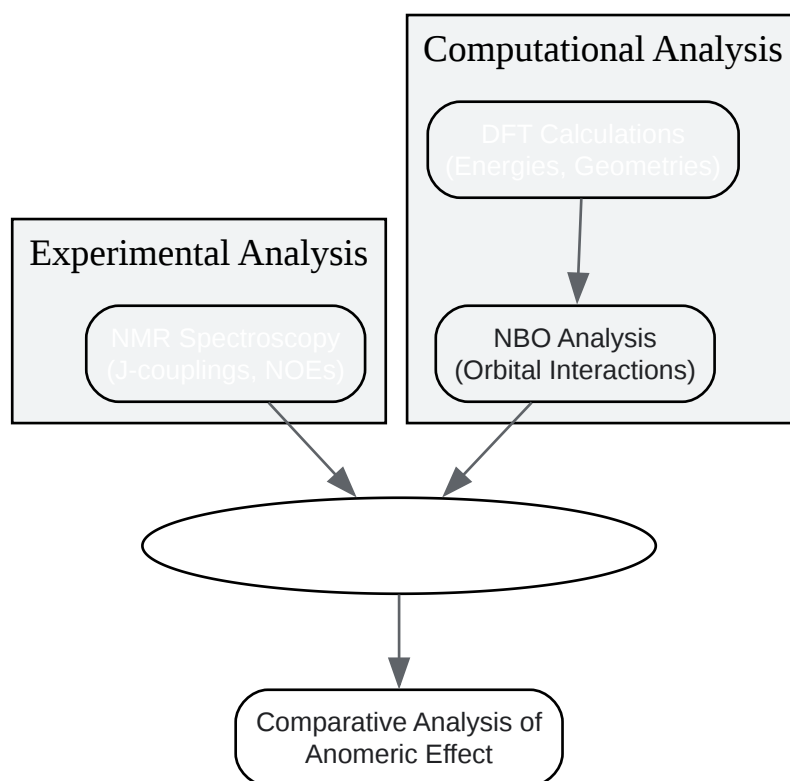 Computational Analysis
DFT Calculations
(Energies, Geometries)
Experimental Analysis
NMR Spectroscopy
(J-couplings, NOEs)
NBO Analysis
(Orbital Interactions)
Comparative Analysis of
Anomeric Effect